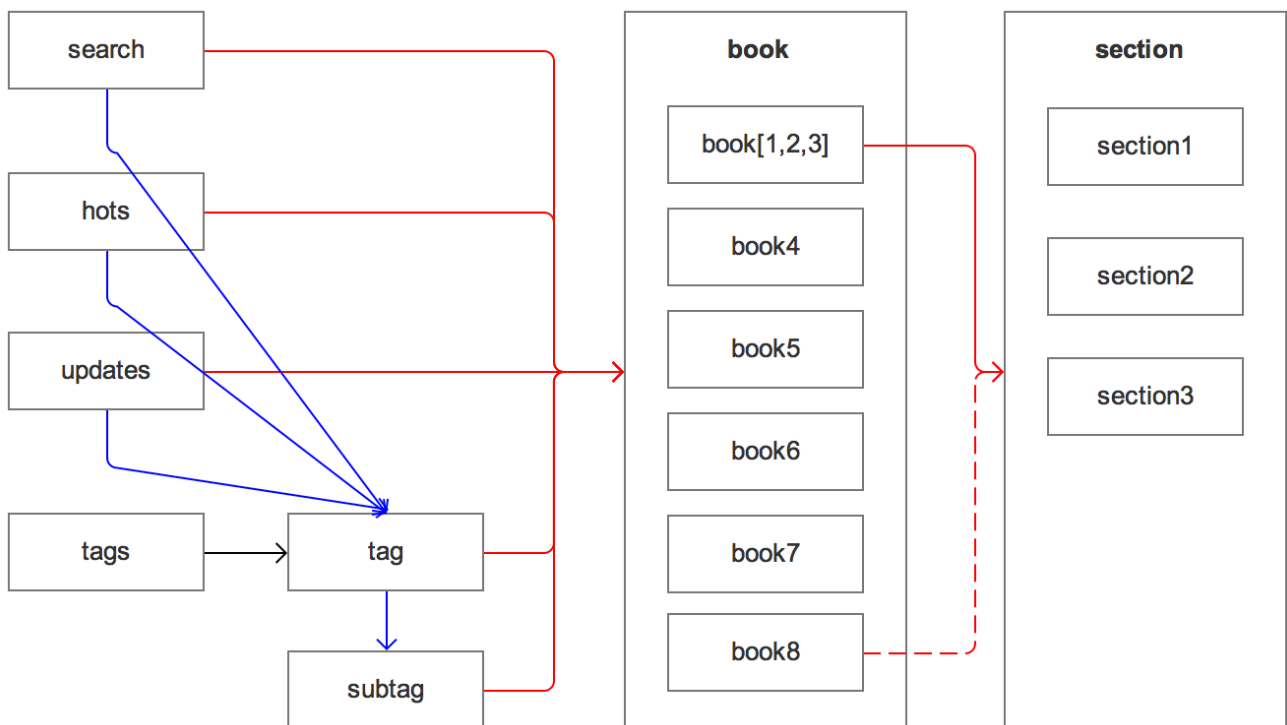 search
hots
updates
tags
tag
subtag
book
book[1,2,3]
book4
book5
book6
book7
book8
section
section1
section2
section3